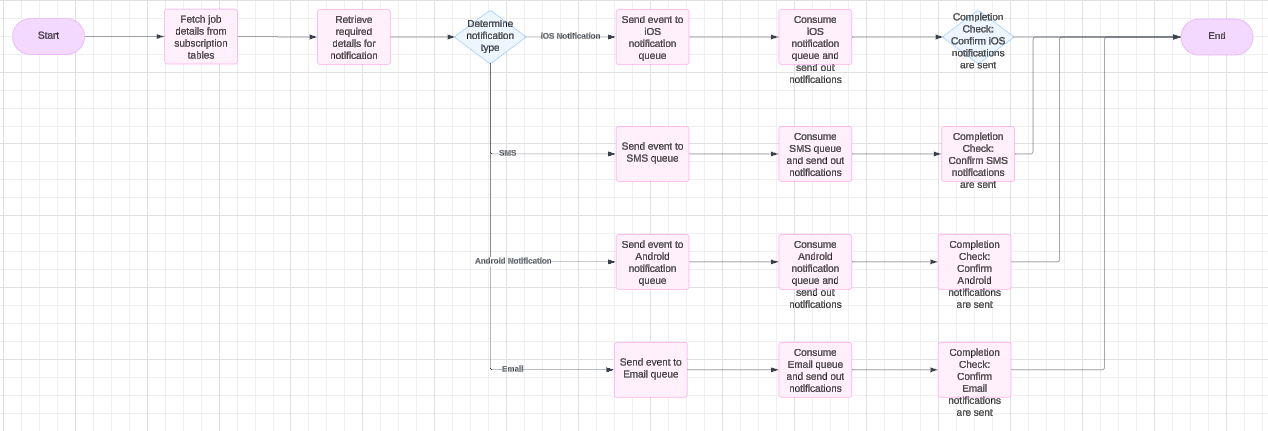 Start
Fetch job
details from
subscription
tables
Retrieve
required
details for
notification
Determine
notification
type
iOS Notification
Send event to
iOS
notification
queue
Consume
iOS
notification
queue and
send out
notifications
Completion
Check:
Confirm iOS
notifications
are sent
End
SMS
Send event to
SMS queue
Consume
SMS queue
and send out
notifications
Completion
Check:
Confirm SMS
notifications
are sent
Android Notification
Send event to
Android
notification
queue
Consume
Android
notification
queue and
send out
notifications
Completion
Check:
Confirm
Android
notifications
are sent
Email
Send event to
Email queue
Consume
Email queue
and send out
notifications
Completion
Check:
Confirm
Email
notifications
are sent